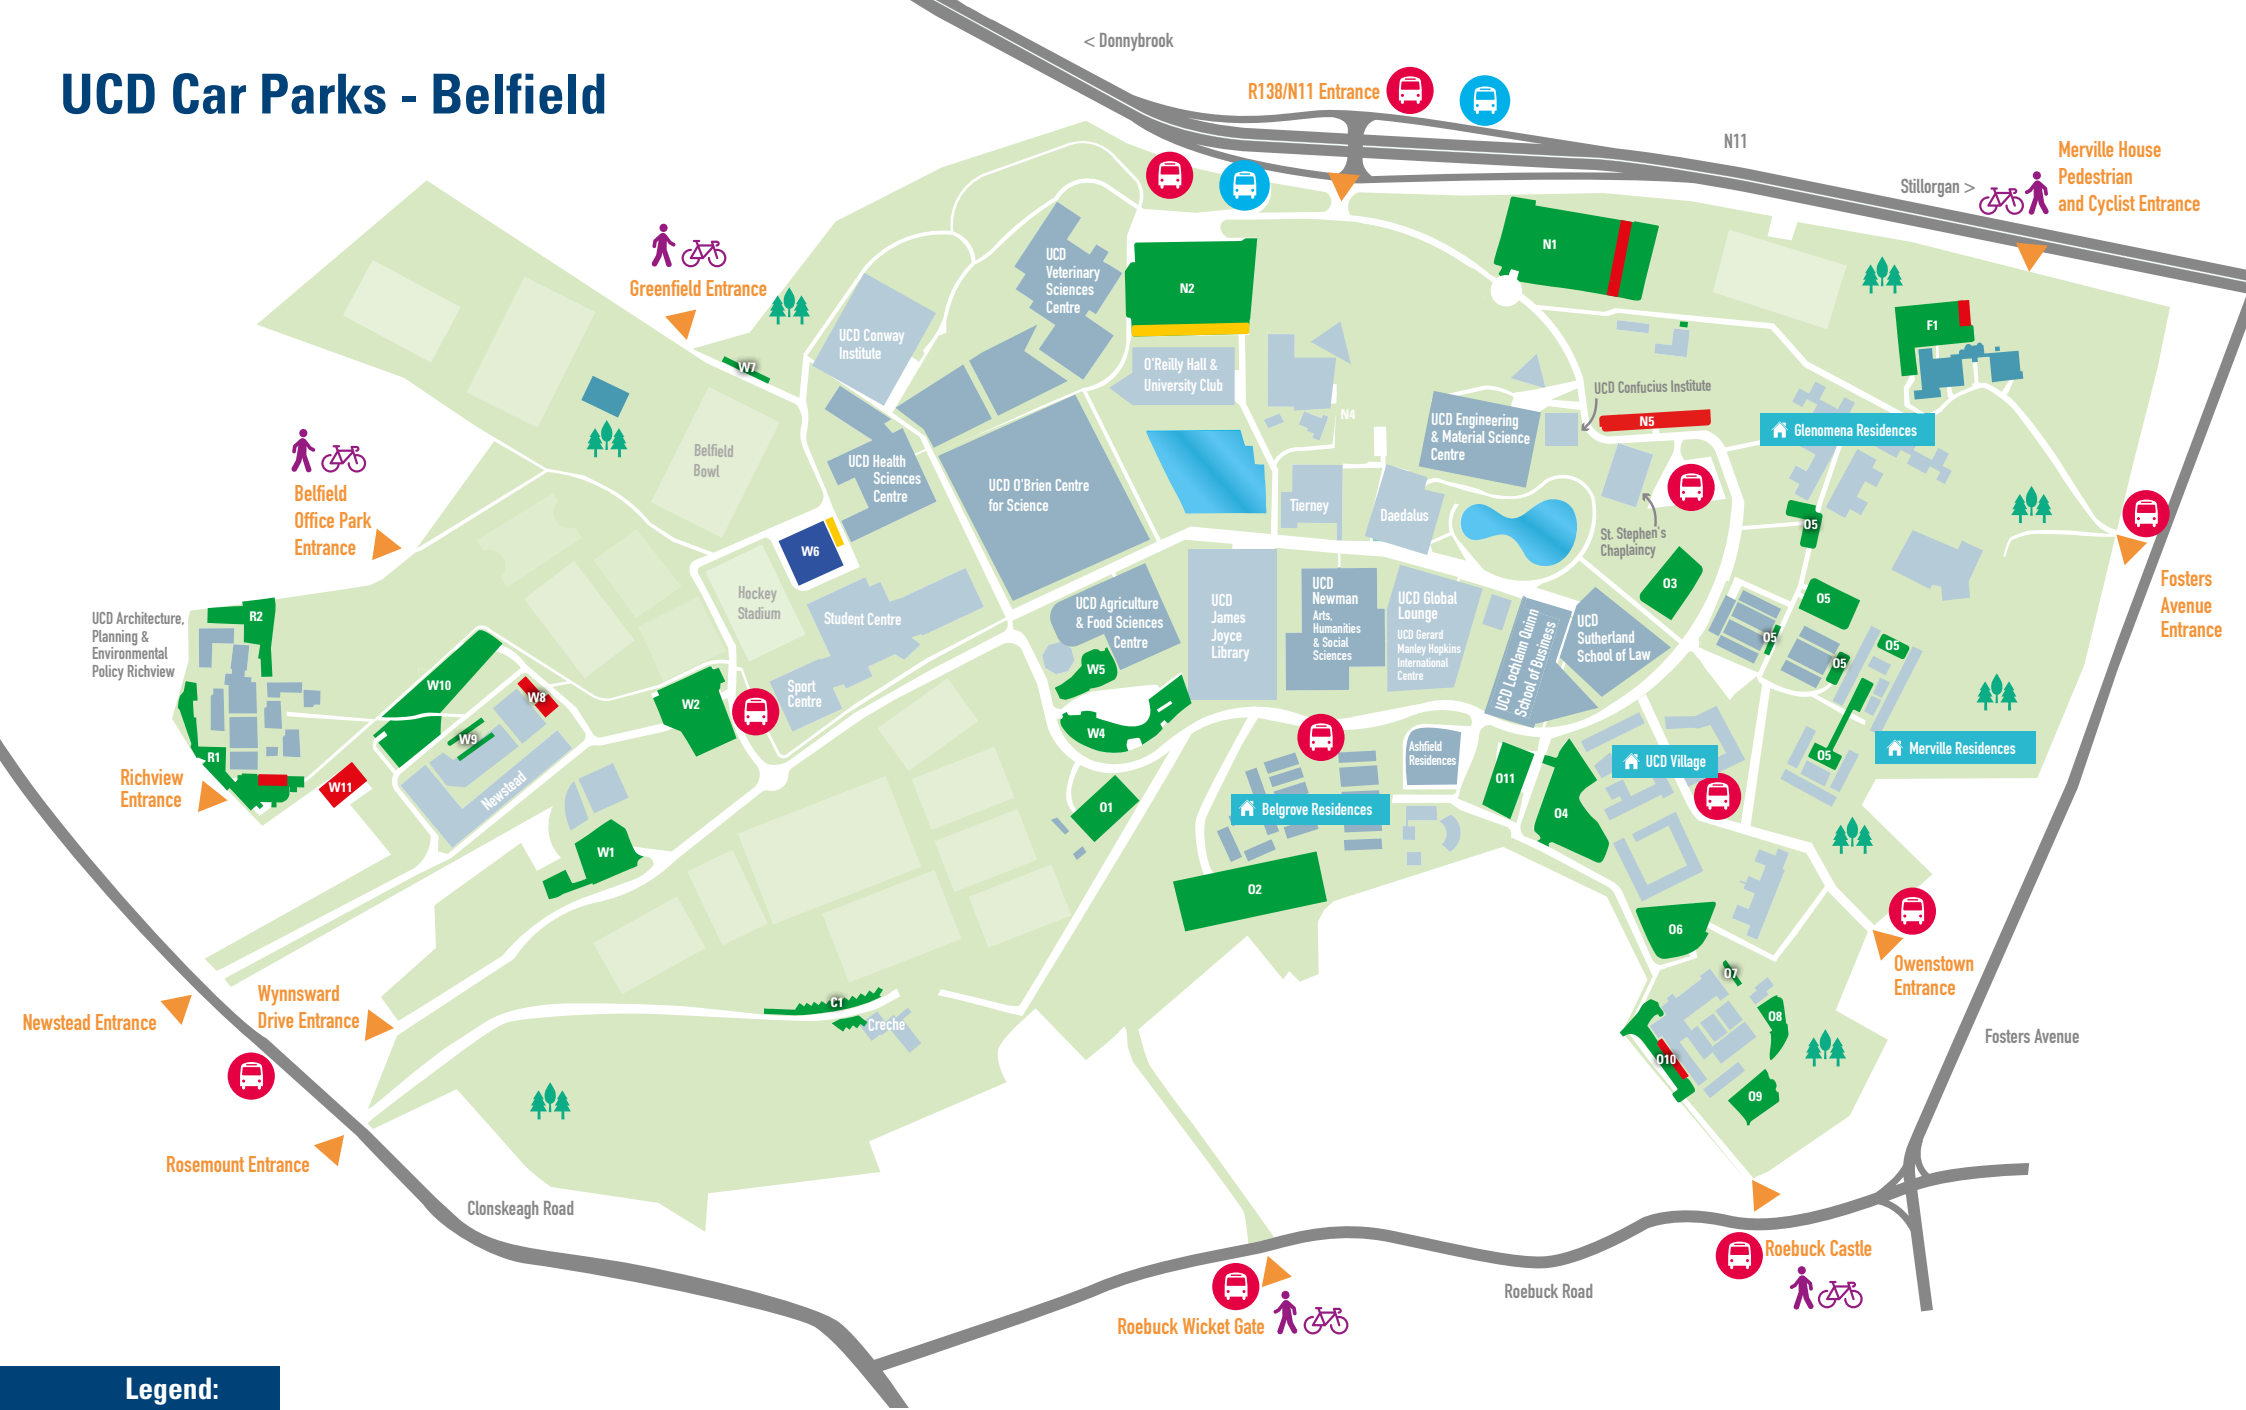 UCD Car Parks - Belfield
< Donnybrook
R138/N11 Entrance
N11
Merville House
Pedestrian
and Cyclist Entrance
Stillorgan >
Greenfield Entrance
UCD
Veterinary
Sciences
Centre
N2
N1
F1
UCD Conway
Institute
W7
O'Reilly Hall &
University Club
N4
UCD Confucius Institute
N5
UCD Engineering
& Material Science
Centre
Glenomena Residences
Belfield
Bowl
UCD Health
Sciences
Centre
UCD O'Brien Centre
for Science
Tierney
Daedalus
St. Stephen's
Chaplaincy
Belfield
Office Park
Entrance
W6
O5
Fosters
Avenue
Entrance
Hockey
Stadium
Student Centre
UCD Agriculture
& Food Sciences
Centre
UCD
James
Joyce
Library
UCD
Newman
Arts,
Humanities
& Social
Sciences
UCD Global
Lounge
UCD Gerard
Manley Hopkins
International
Centre
UCD Lochlann Quinn
School of Business
UCD
Sutherland
School of Law
O3
O5
O5
O5
O5
O5
UCD Architecture,
Planning &
Environmental
Policy Richview
R2
R1
W10
W8
W9
W2
Sport
Centre
W5
W4
Ashfield
Residences
UCD Village
Merville Residences
Richview
Entrance
W11
Newstead
O1
Belgrove Residences
O11
O4
W1
O2
O6
Owenstown
Entrance
O7
O8
Wynnsward
Drive Entrance
Newstead Entrance
C1
Creche
O10
O9
Fosters Avenue
Rosemount Entrance
Clonskeagh Road
Roebuck Castle
Roebuck Road
Roebuck Wicket Gate
Legend: